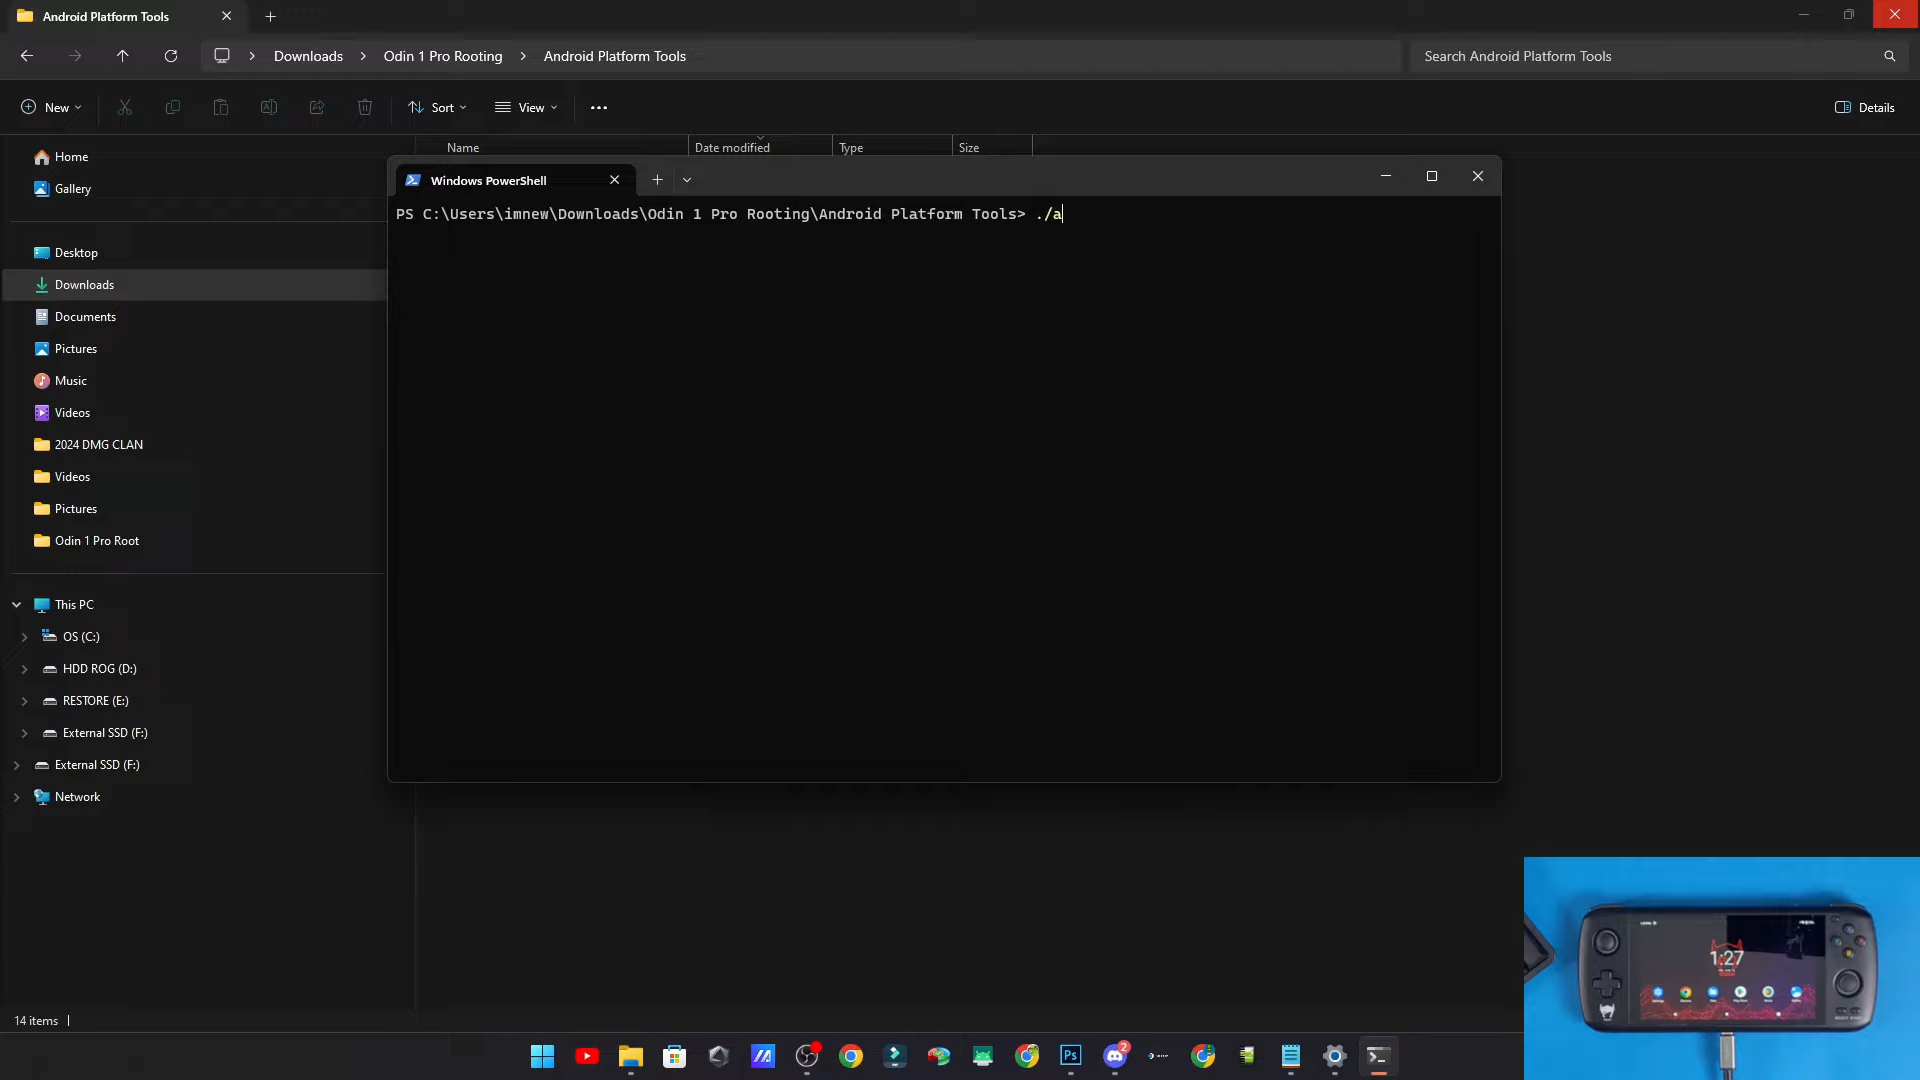 Android Platform Tools
Downloads
Odin 1 Pro Rooting
Android Platform Tools
Search Android Platform Tools
New
Sort
View
Details
Home
Gallery
Desktop
Downloads
Documents
Pictures
Music
Videos
2024 DMG CLAN
Videos
Pictures
Odin 1 Pro Root
This PC
OS (C:)
HDD ROG (D:)
RESTORE (E:)
External SSD (F:)
External SSD (F:)
Network
Name
Date modified
Type
Size
Windows PowerShell
PS C:\Users\imnew\Downloads\Odin 1 Pro Rooting\Android Platform Tools> ./a
1:27
14 items
Ps
2